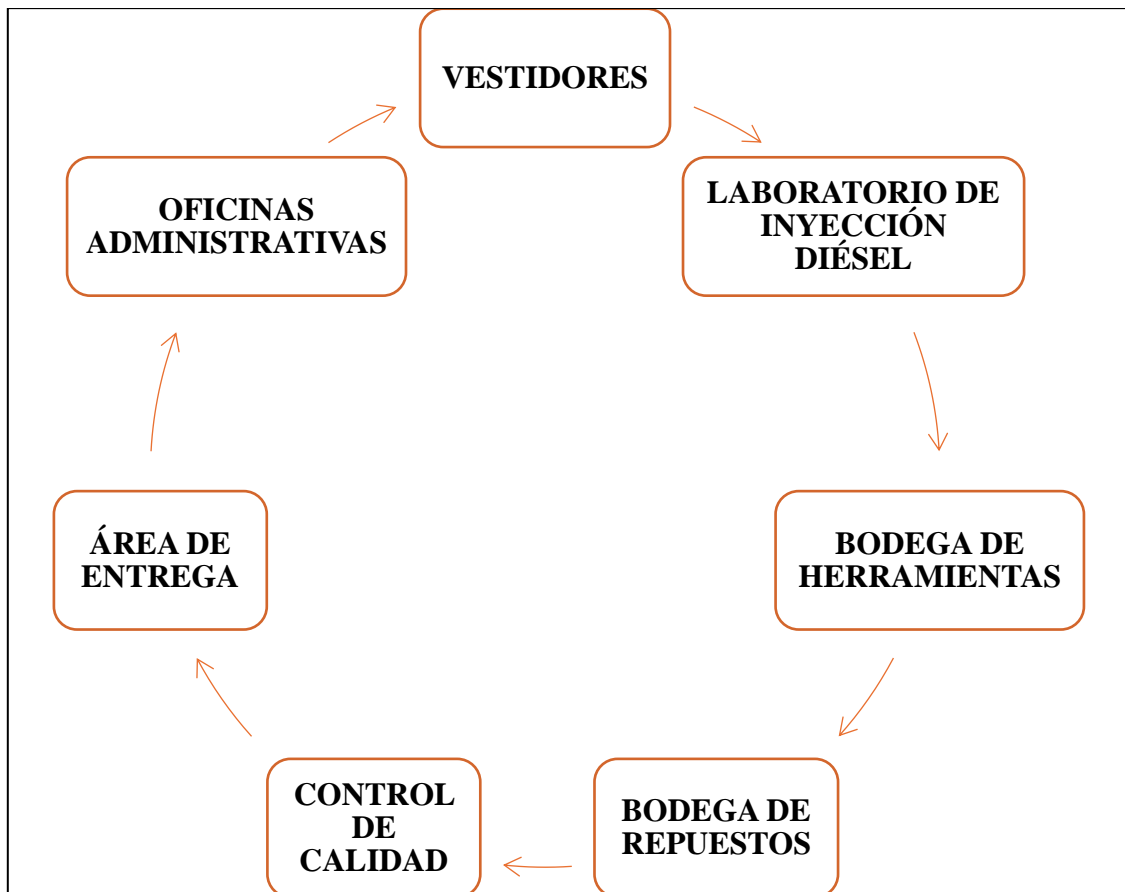 VESTIDORES
LABORATORIO DE
INYECCIÓN
DIÉSEL
BODEGA DE
HERRAMIENTAS
BODEGA DE
REPUESTOS
CONTROL
DE
CALIDAD
ÁREA DE
ENTREGA
OFICINAS
ADMINISTRATIVAS